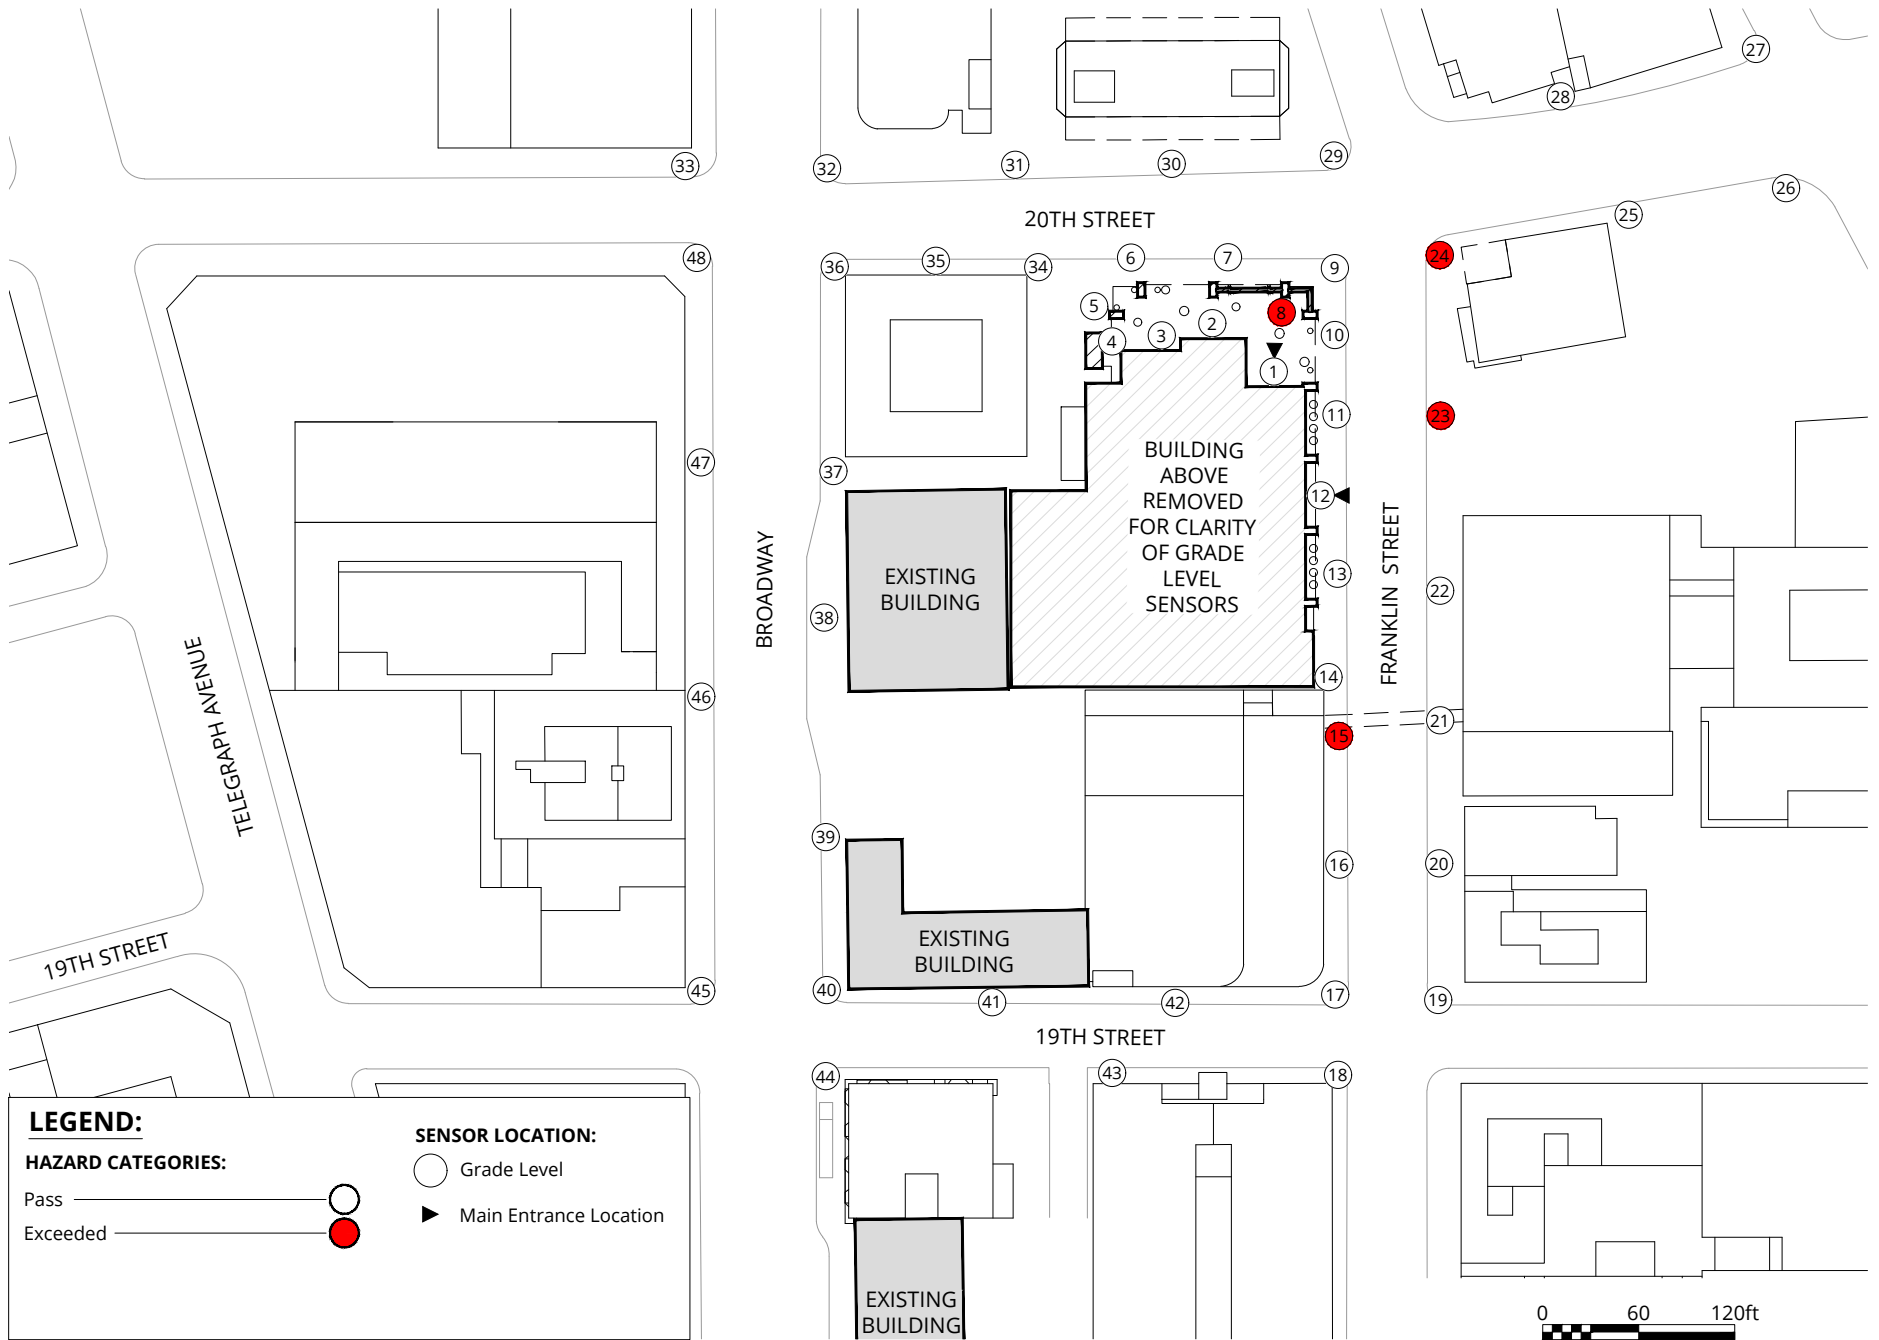 27
28
33
32
31
30
29
26
25
20TH STREET
48
36
35
34
6
7
9
24
5
8
4
3
2
10
1
11
23
47
37
12
BUILDING
ABOVE
REMOVED
FOR CLARITY
OF GRADE
LEVEL
SENSORS
EXISTING
BUILDING
BROADWAY
FRANKLIN STREET
13
22
38
TELEGRAPH AVENUE
46
14
21
15
39
16
20
EXISTING
BUILDING
19TH STREET
45
40
41
42
17
19
19TH STREET
44
43
18
LEGEND:
HAZARD CATEGORIES:
Pass
Exceeded
SENSOR LOCATION:
Grade Level
Main Entrance Location
EXISTING
BUILDING
0 60 120ft